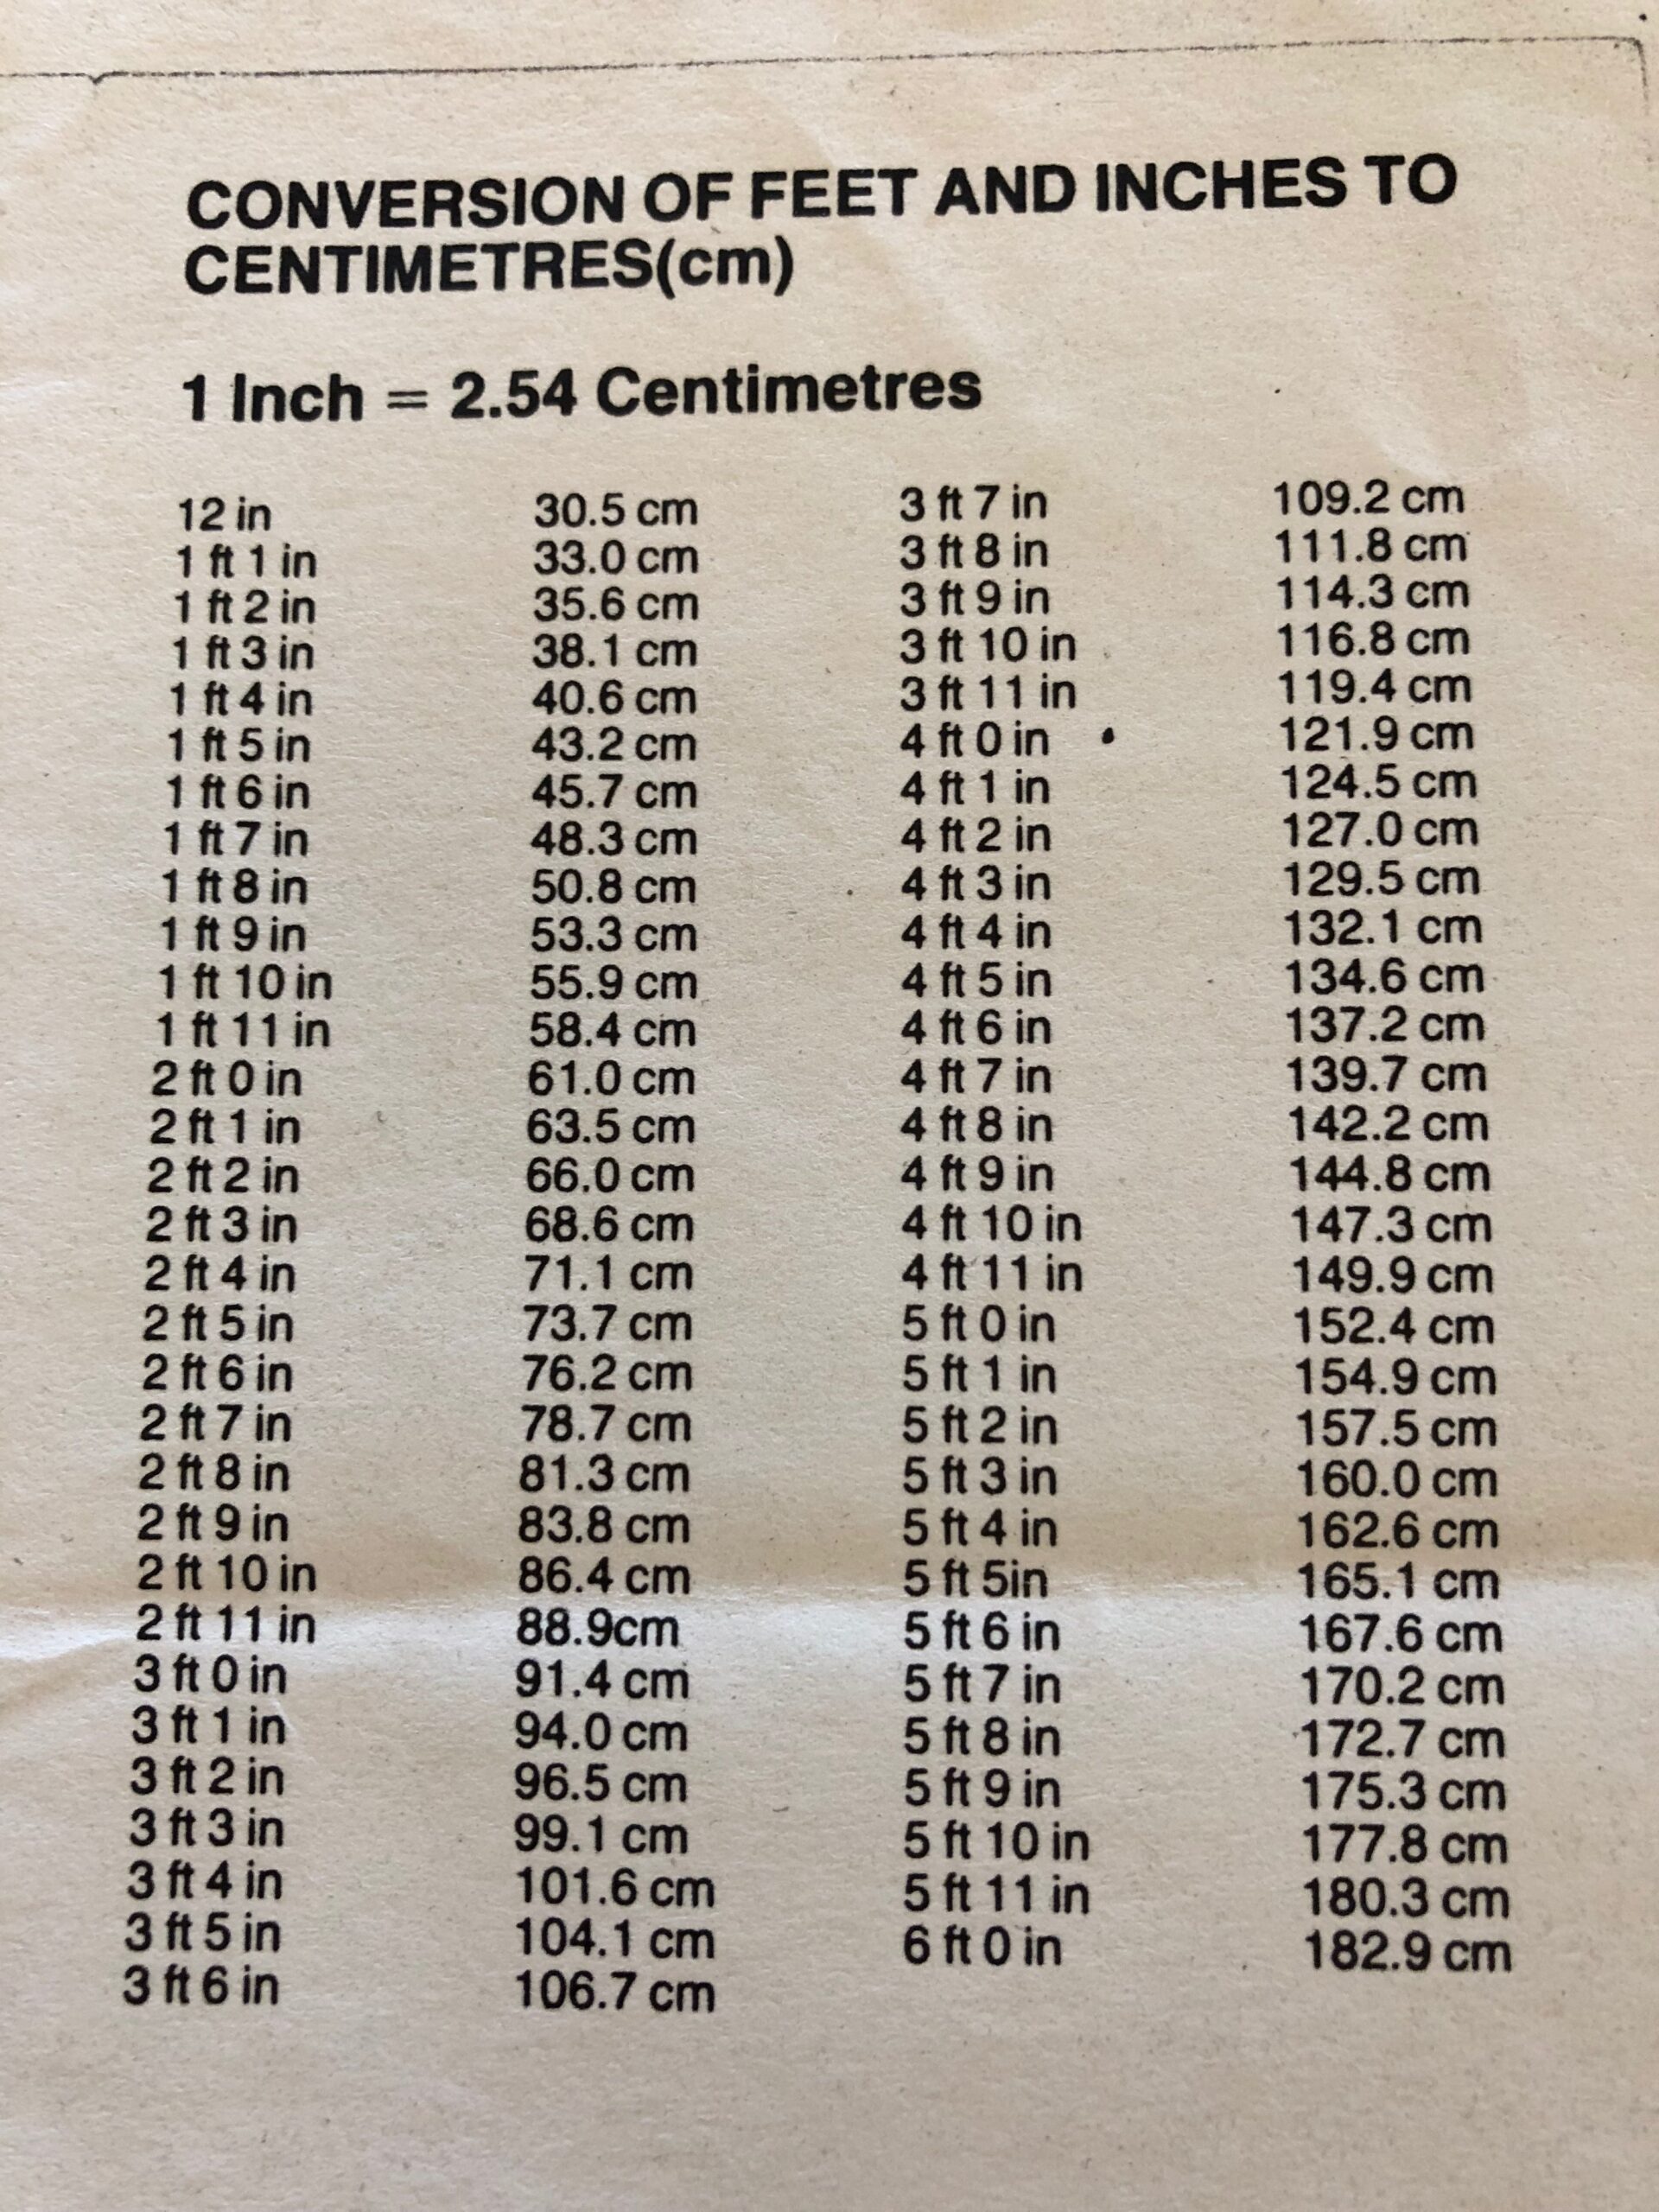 CONVERSION OF FEET AND INCHES TO
CENTIMETRES(cm)
1 Inch = 2.54 Centimetres
12 in 30.5 cm 3 ft 7 in 109.2 cm
1 ft 1 in 33.0 cm 3 ft 8 in 111.8 cm
1 ft 2 in 35.6 cm 3 ft 9 in 114.3 cm
1 ft 3 in 38.1 cm 3 ft 10 in 116.8 cm
1 ft 4 in 40.6 cm 3 ft 11 in 119.4 cm
1 ft 5 in 43.2 cm 4 ft 0 in 121.9 cm
1 ft 6 in 45.7 cm 4 ft 1 in 124.5 cm
1 ft 7 in 48.3 cm 4 ft 2 in 127.0 cm
1 ft 8 in 50.8 cm 4 ft 3 in 129.5 cm
1 ft 9 in 53.3 cm 4 ft 4 in 132.1 cm
1 ft 10 in 55.9 cm 4 ft 5 in 134.6 cm
1 ft 11 in 58.4 cm 4 ft 6 in 137.2 cm
2 ft 0 in 61.0 cm 4 ft 7 in 139.7 cm
2 ft 1 in 63.5 cm 4 ft 8 in 142.2 cm
2 ft 2 in 66.0 cm 4 ft 9 in 144.8 cm
2 ft 3 in 68.6 cm 4 ft 10 in 147.3 cm
2 ft 4 in 71.1 cm 4 ft 11 in 149.9 cm
2 ft 5 in 73.7 cm 5 ft 0 in 152.4 cm
2 ft 6 in 76.2 cm 5 ft 1 in 154.9 cm
2 ft 7 in 78.7 cm 5 ft 2 in 157.5 cm
2 ft 8 in 81.3 cm 5 ft 3 in 160.0 cm
2 ft 9 in 83.8 cm 5 ft 4 in 162.6 cm
2 ft 10 in 86.4 cm 5 ft 5in 165.1 cm
2 ft 11 in 88.9cm 5 ft 6 in 167.6 cm
3 ft 0 in 91.4 cm 5 ft 7 in 170.2 cm
3 ft 1 in 94.0 cm 5 ft 8 in 172.7 cm
3 ft 2 in 96.5 cm 5 ft 9 in 175.3 cm
3 ft 3 in 99.1 cm 5 ft 10 in 177.8 cm
3 ft 4 in 101.6 cm 5 ft 11 in 180.3 cm
3 ft 5 in 104.1 cm 6 ft 0 in 182.9 cm
3 ft 6 in 106.7 cm